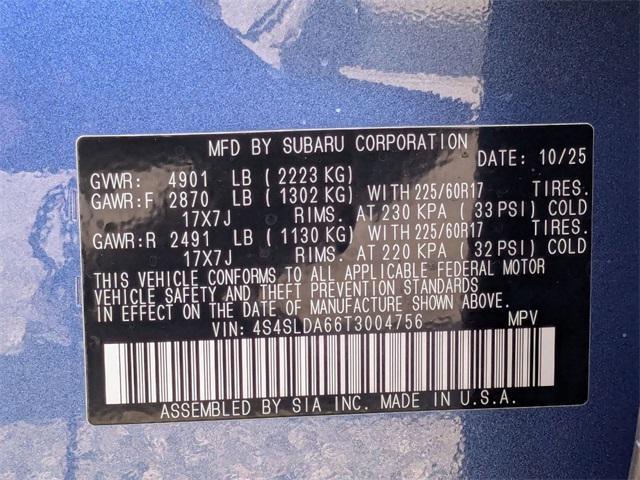 MFD BY SUBARU CORPORATION
DATE: 10/25
GVWR: 4901 LB ( 2223 KG)
GAWR:F 2870 LB ( 1302 KG) WITH 225/60R17 TIRES.
17X7J RIMS. AT 230 KPA ( 33 PSI) COLD
GAWR:R 2491 LB ( 1130 KG) WITH 225/60R17 TIRES.
17X7J RIMS. AT 220 KPA ( 32 PSI) COLD
THIS VEHICLE CONFORMS TO ALL APPLICABLE FEDERAL MOTOR
VEHICLE SAFETY AND THEFT PREVENTION STANDARDS
IN EFFECT ON THE DATE OF MANUFACTURE SHOWN ABOVE.
VIN: 4S4SLDA66T3004756 MPV
ASSEMBLED BY SIA INC. MADE IN U.S.A.